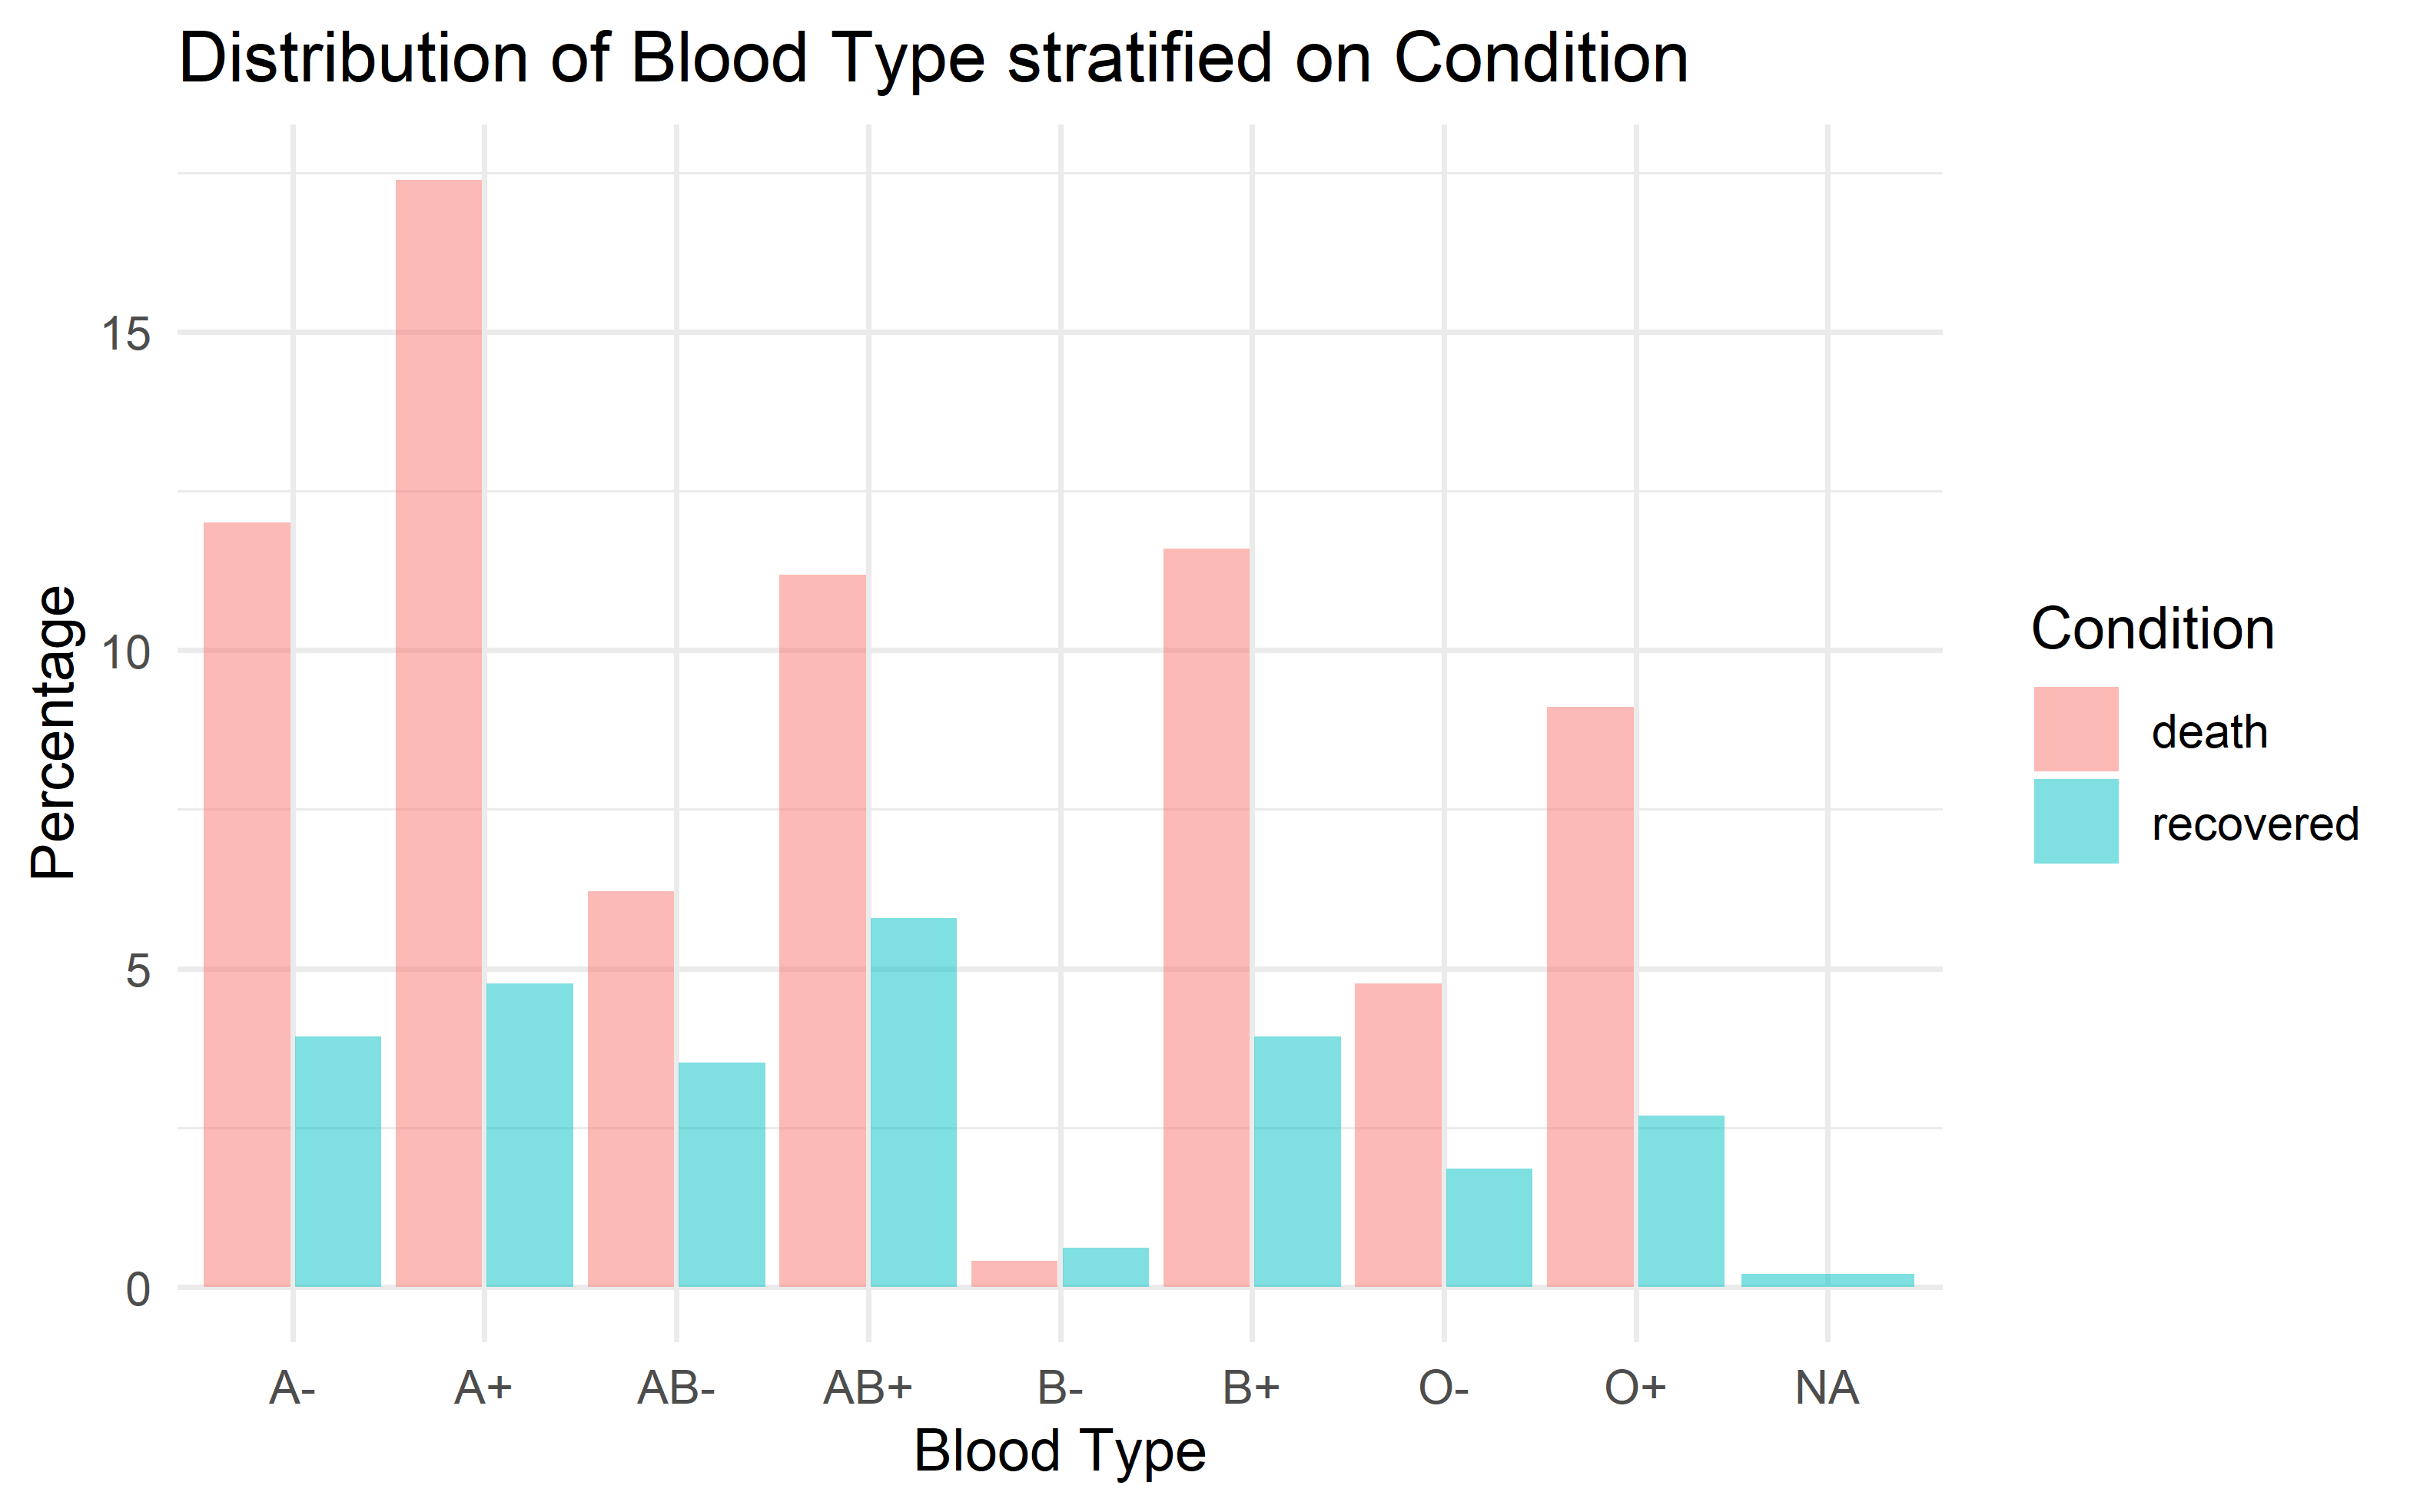 Distribution of Blood Type stratified on Condition
Percentage
15
10
5
0
A-
A+
AB-
AB+
B-
B+
O-
O+
NA
Blood Type
Condition
death
recovered